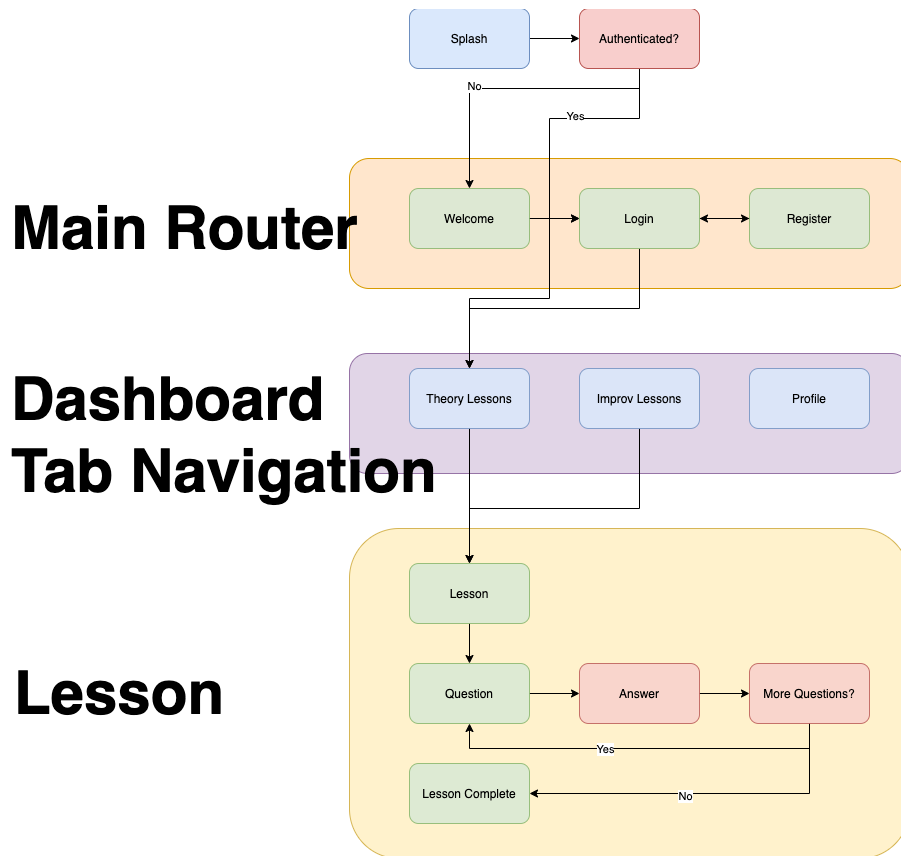 Splash
Authenticated?
No
Yes
Main Router
Welcome
Login
Register
Dashboard
Tab Navigation
Theory Lessons
Improv Lessons
Profile
Lesson
Lesson
Question
Answer
More Questions?
Yes
Lesson Complete
No